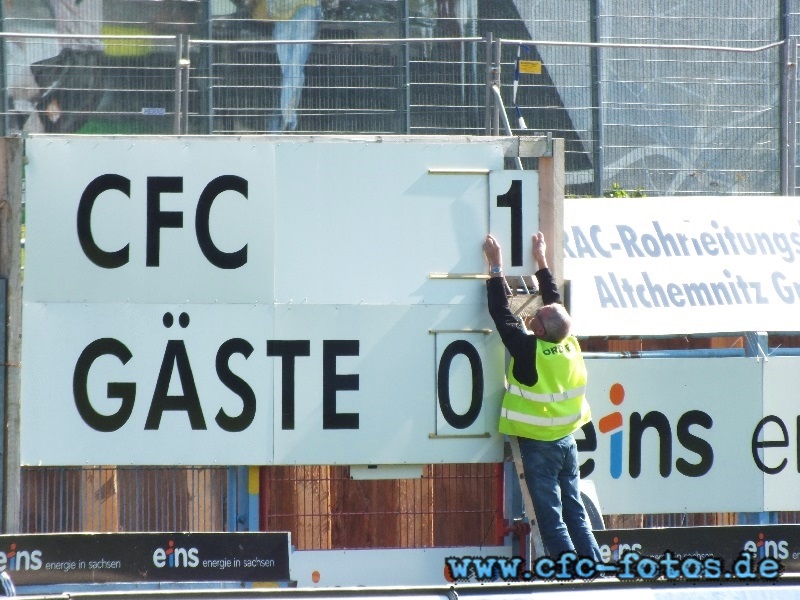 CFC 1
GÄSTE 0
RAC-Rohrleitungs
Altchemnitz
eins
eins energie in sachsen
eins energie in sachsen
eins
eins
www.cfc-fotos.de